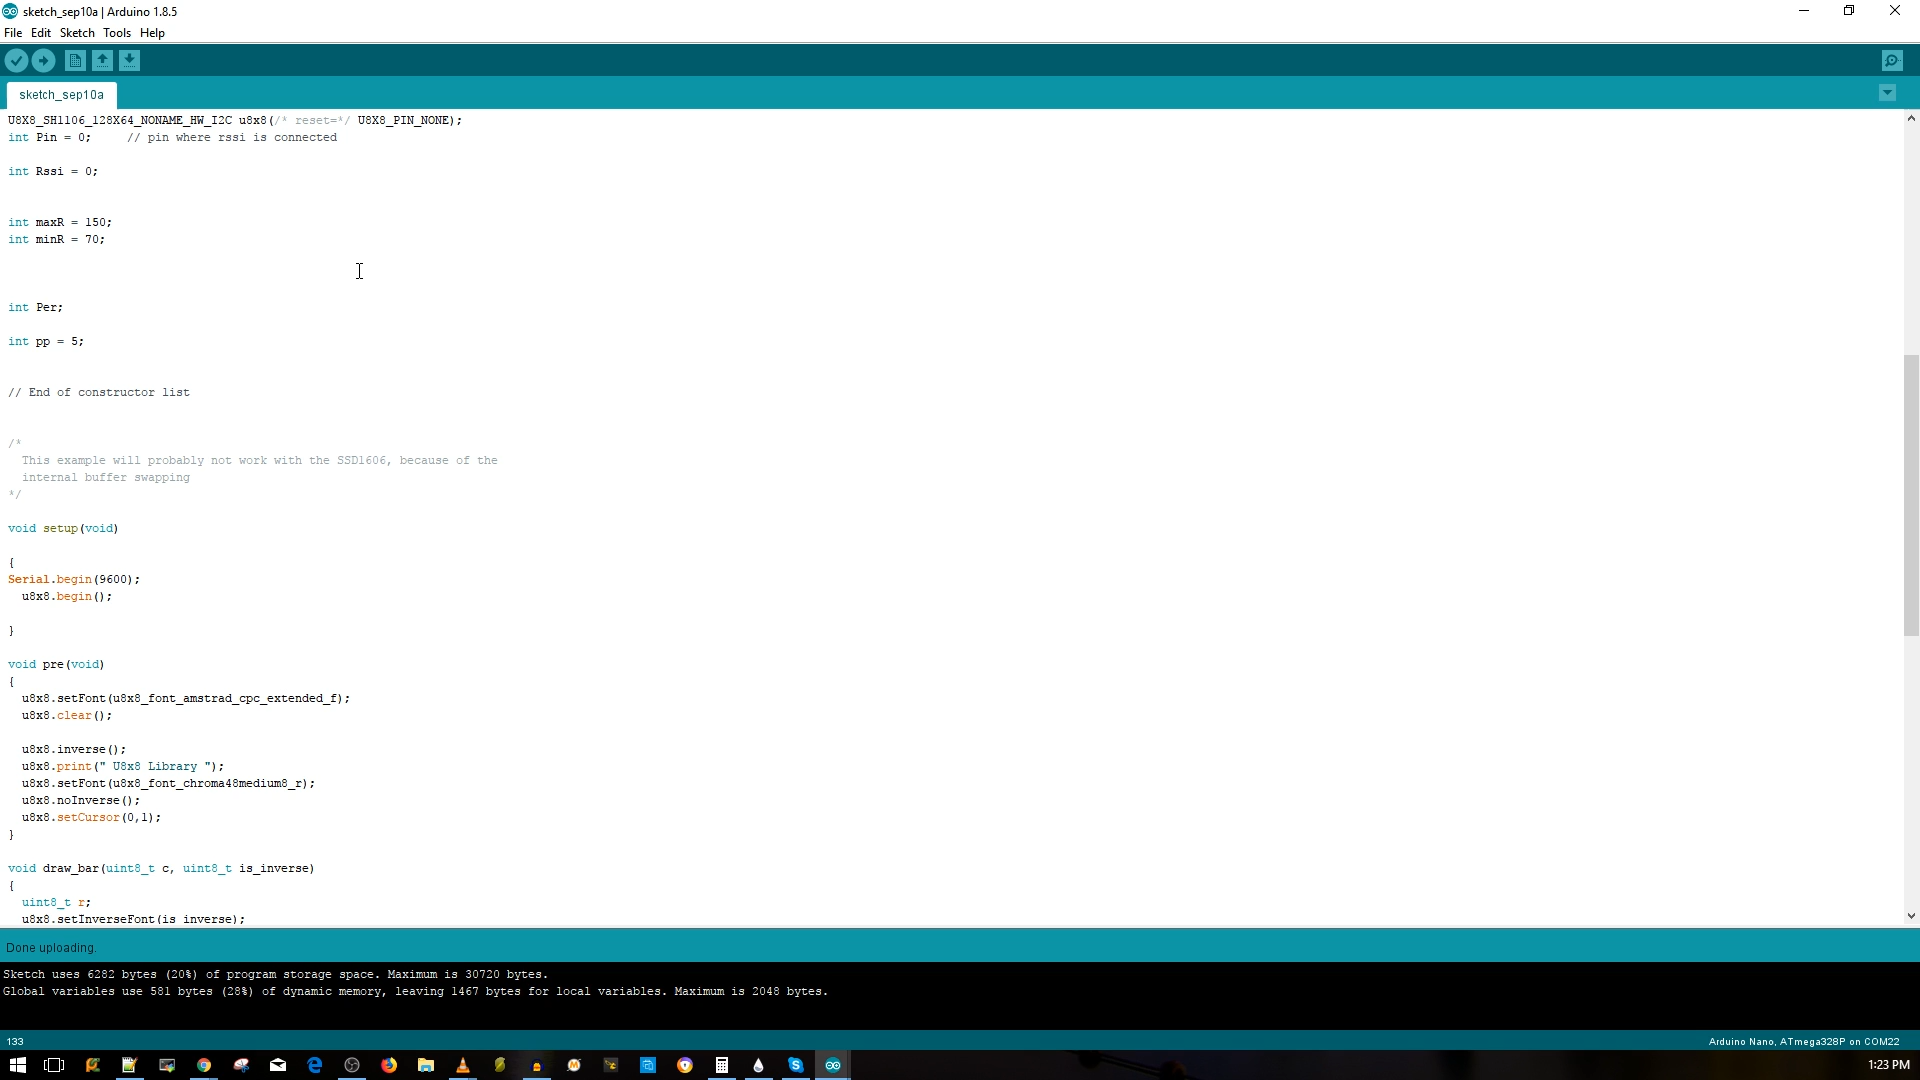 sketch_sep10a | Arduino 1.8.5
File Edit Sketch Tools Help
sketch_sep10a
U8X8_SH1106_128X64_NONAME_HW_I2C u8x8(/* reset=*/ U8X8_PIN_NONE);
int Pin = 0;     // pin where rssi is connected
int Rssi = 0;
int maxR = 150;
int minR = 70;
int Per;
int pp = 5;
// End of constructor list
/*
This example will probably not work with the SSD1606, because of the
internal buffer swapping
*/
void setup(void)
{
Serial.begin(9600);
u8x8.begin();
}
void pre(void)
{
u8x8.setFont(u8x8_font_amstrad_cpc_extended_f);
u8x8.clear();
u8x8.inverse();
u8x8.print(" U8x8 Library ");
u8x8.setFont(u8x8_font_chroma48medium8_r);
u8x8.noInverse();
u8x8.setCursor(0,1);
}
void draw_bar(uint8_t c, uint8_t is_inverse)
{
uint8_t r;
u8x8.setInverseFont(is_inverse);
Done uploading.
Sketch uses 6282 bytes (20%) of program storage space. Maximum is 30720 bytes.
Global variables use 581 bytes (28%) of dynamic memory, leaving 1467 bytes for local variables. Maximum is 2048 bytes.
133
Arduino Nano, ATmega328P on COM22
1:23 PM